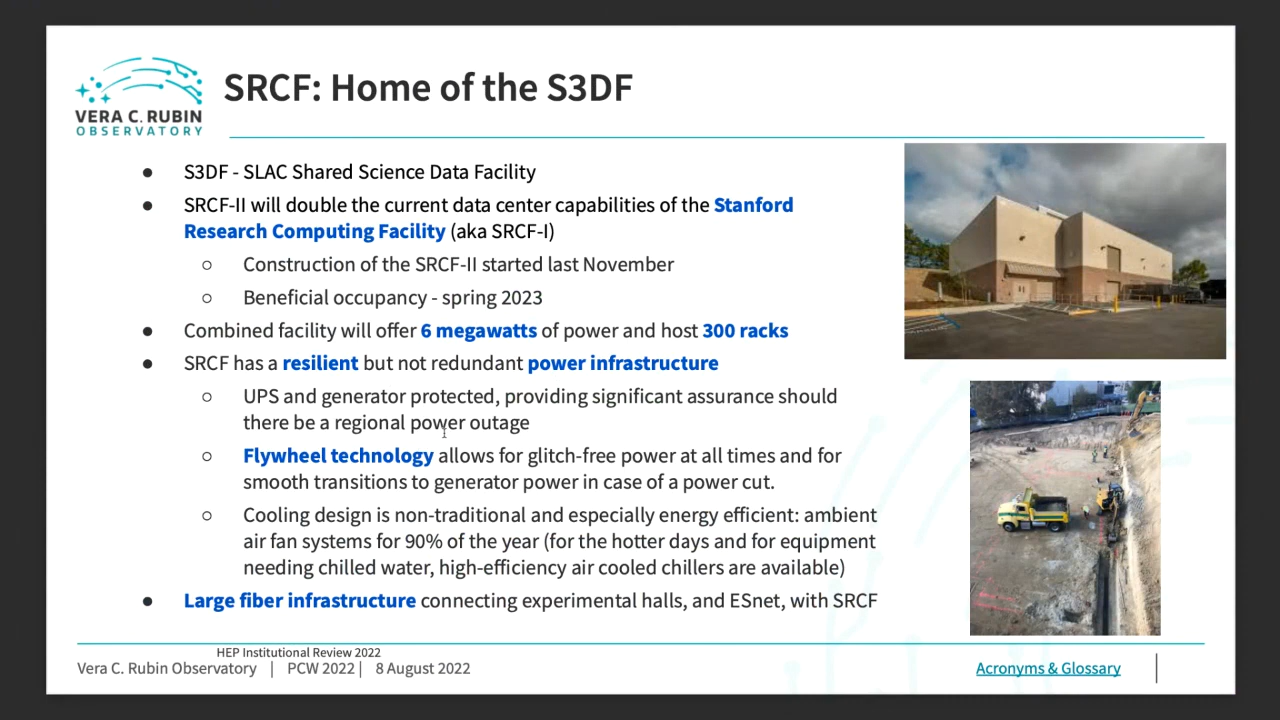 VERA C. RUBIN
OBSERVATORY
SRCF: Home of the S3DF
● S3DF - SLAC Shared Science Data Facility
● SRCF-II will double the current data center capabilities of the Stanford
Research Computing Facility (aka SRCF-I)
○ Construction of the SRCF-II started last November
○ Beneficial occupancy - spring 2023
● Combined facility will offer 6 megawatts of power and host 300 racks
● SRCF has a resilient but not redundant power infrastructure
○ UPS and generator protected, providing significant assurance should
there be a regional power outage
○ Flywheel technology allows for glitch-free power at all times and for
smooth transitions to generator power in case of a power cut.
○ Cooling design is non-traditional and especially energy efficient: ambient
air fan systems for 90% of the year (for the hotter days and for equipment
needing chilled water, high-efficiency air cooled chillers are available)
● Large fiber infrastructure connecting experimental halls, and ESnet, with SRCF
HEP Institutional Review 2022
Vera C. Rubin Observatory | PCW 2022 | 8 August 2022
Acronyms & Glossary